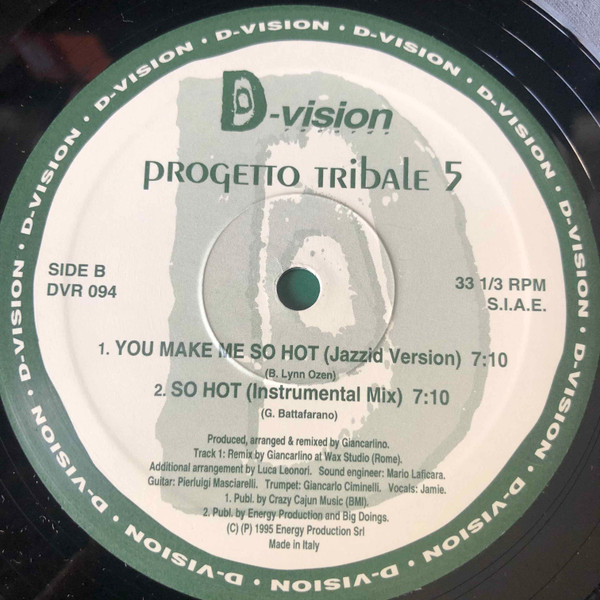 D-VISION • D-VISION • D-VISION • D-VISION • D-VISION • D-VISION • D-VISION • D-VISION • D-VISION • D-VISION • D-VISION • D-VISION •
D-vision
PROGETTO TRIBALE 5
SIDE B
DVR 094
33 1/3 RPM
S.I.A.E.
1. YOU MAKE ME SO HOT (Jazzid Version) 7:10
(B. Lynn Ozen)
2. SO HOT (Instrumental Mix) 7:10
(G. Battafarano)
Produced, arranged & remixed by Giancarlino.
Track 1: Remix by Giancarlino at Wax Studio (Rome).
Additional arrangement by Luca Leonori. Sound engineer: Mario Laficara.
Guitar: Pierluigi Masciarelli. Trumpet: Giancarlo Ciminelli. Vocals: Jamie.
1. Publ. by Crazy Cajun Music (BMI).
2. Publ. by Energy Production and Big Doings.
(C) (P) 1995 Energy Production Srl
Made in Italy